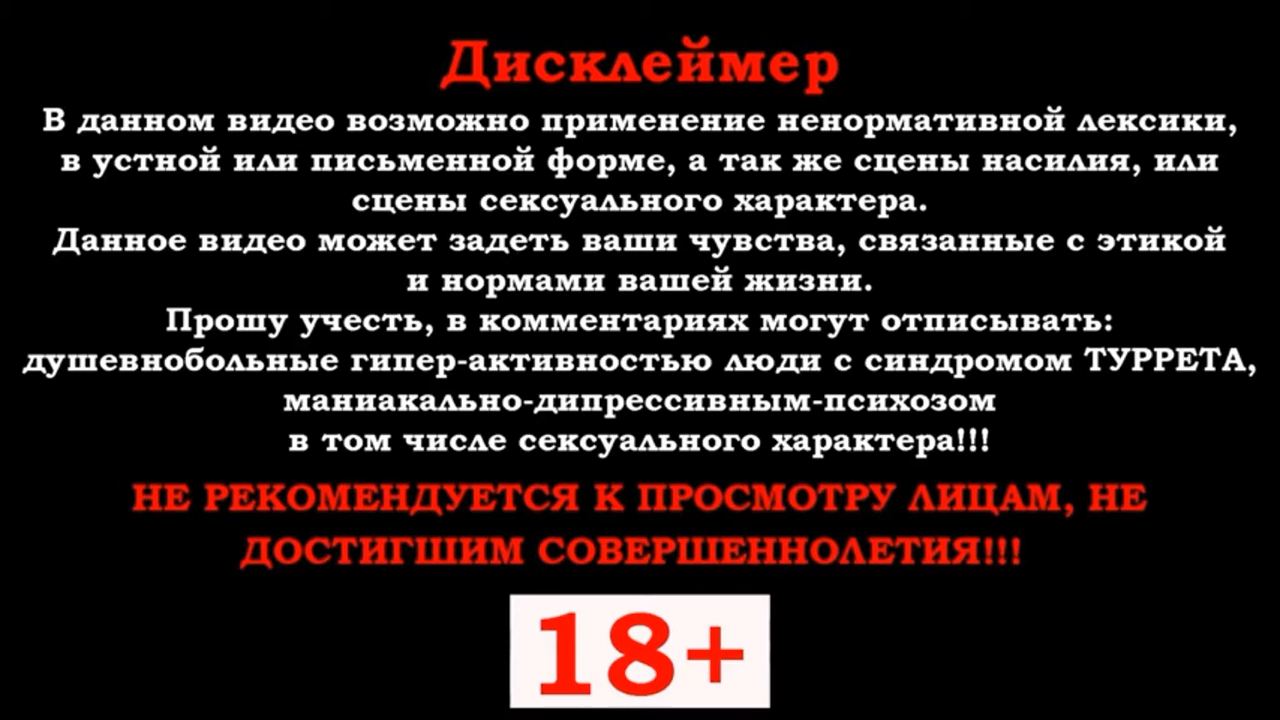 Дисклеймер
В данном видео возможно применение ненормативной лексики,
в устной или письменной форме, а так же сцены насилия, или
сцены сексуального характера.
Данное видео может задеть ваши чувства, связанные с этикой
и нормами вашей жизни.
Прошу учесть, в комментариях могут отписывать:
душевнобольные гипер-активностью люди с синдромом ТУРРЕТА,
маниакально-дипрессивным-психозом
в том числе сексуального характера!!!
НЕ РЕКОМЕНДУЕТСЯ К ПРОСМОТРУ ЛИЦАМ, НЕ
ДОСТИГШИМ СОВЕРШЕННОЛЕТИЯ!!!
18+